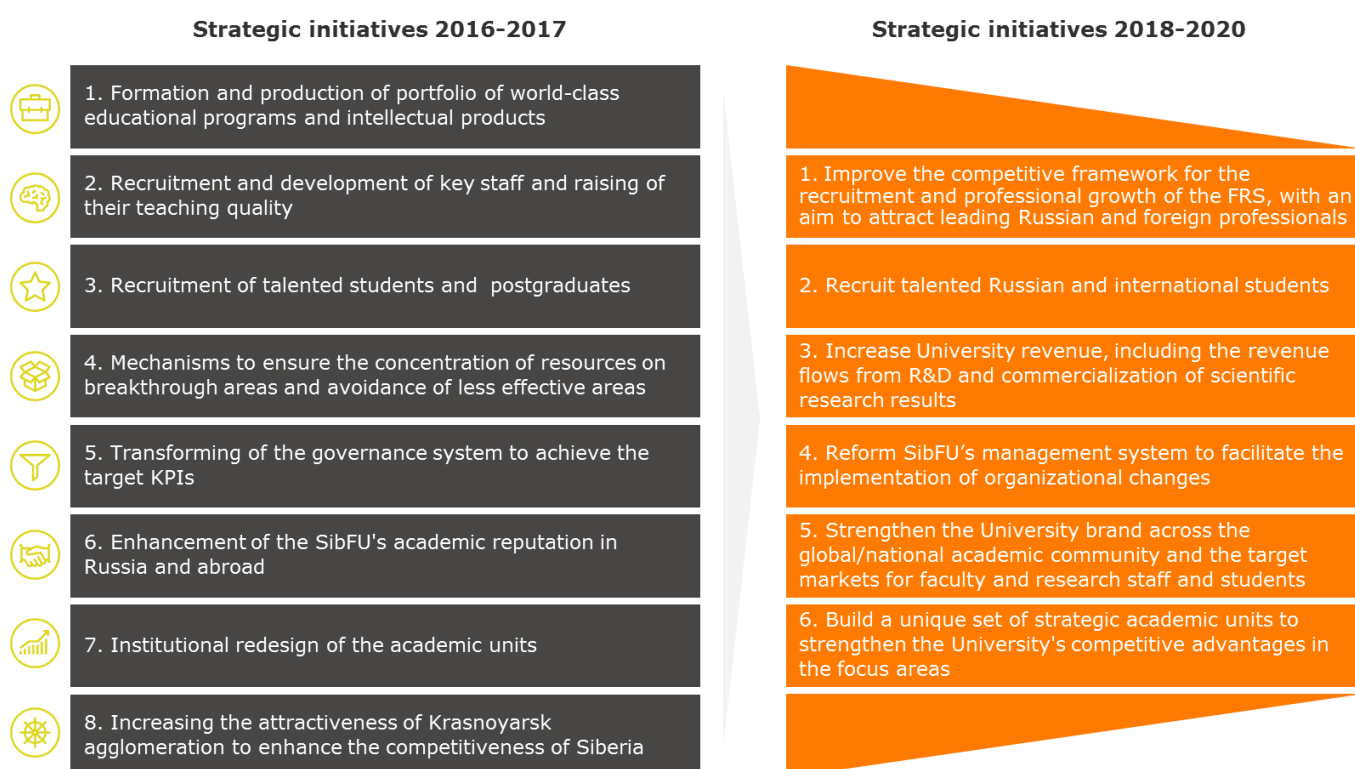 Strategic initiatives 2016-2017
1. Formation and production of portfolio of world-class
educational programs and intellectual products
2. Recruitment and development of key staff and raising of
their teaching quality
3. Recruitment of talented students and  postgraduates
4. Mechanisms to ensure the concentration of resources on
breakthrough areas and avoidance of less effective areas
5. Transforming of the governance system to achieve the
target KPIs
6. Enhancement of the SibFU's academic reputation in
Russia and abroad
7. Institutional redesign of the academic units
8. Increasing the attractiveness of Krasnoyarsk
agglomeration to enhance the competitiveness of Siberia
Strategic initiatives 2018-2020
1. Improve the competitive framework for the
recruitment and professional growth of the FRS, with an
aim to attract leading Russian and foreign professionals
2. Recruit talented Russian and international students
3. Increase University revenue, including the revenue
flows from R&D and commercialization of scientific
research results
4. Reform SibFU’s management system to facilitate the
implementation of organizational changes
5. Strengthen the University brand across the
global/national academic community and the target
markets for faculty and research staff and students
6. Build a unique set of strategic academic units to
strengthen the University's competitive advantages in
the focus areas